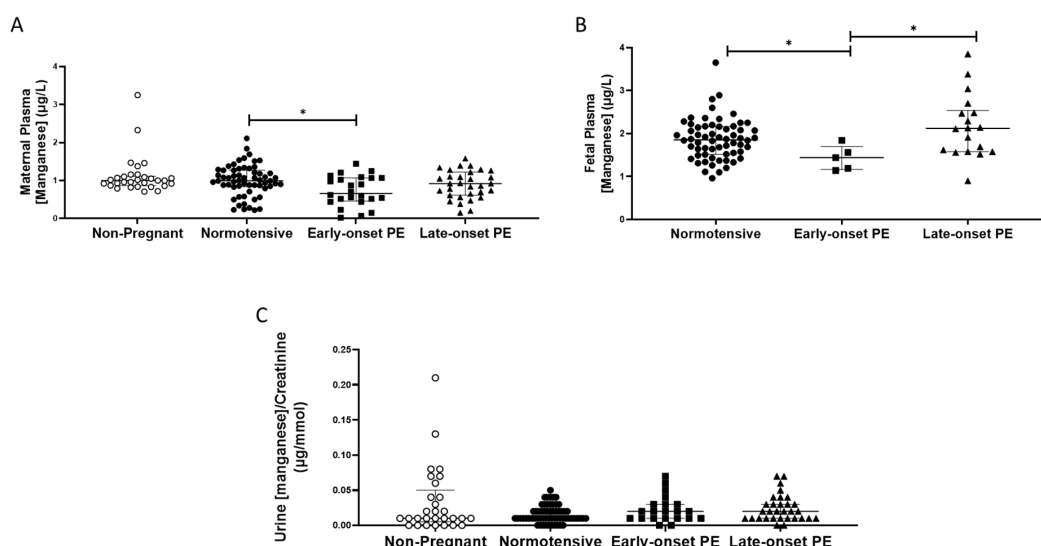 A
Maternal Plasma
[Manganese] (µg/L)
4
3
2
1
0
*
Non-Pregnant Normotensive Early-onset PE Late-onset PE
B
Fetal Plasma
[Manganese] (µg/L)
4
3
2
1
0
* *
Normotensive Early-onset PE Late-onset PE
C
Urine [manganese]/Creatinine
(µg/mmol)
0.25
0.20
0.15
0.10
0.05
0.00
Non-Pregnant Normotensive Early-onset PE Late-onset PE